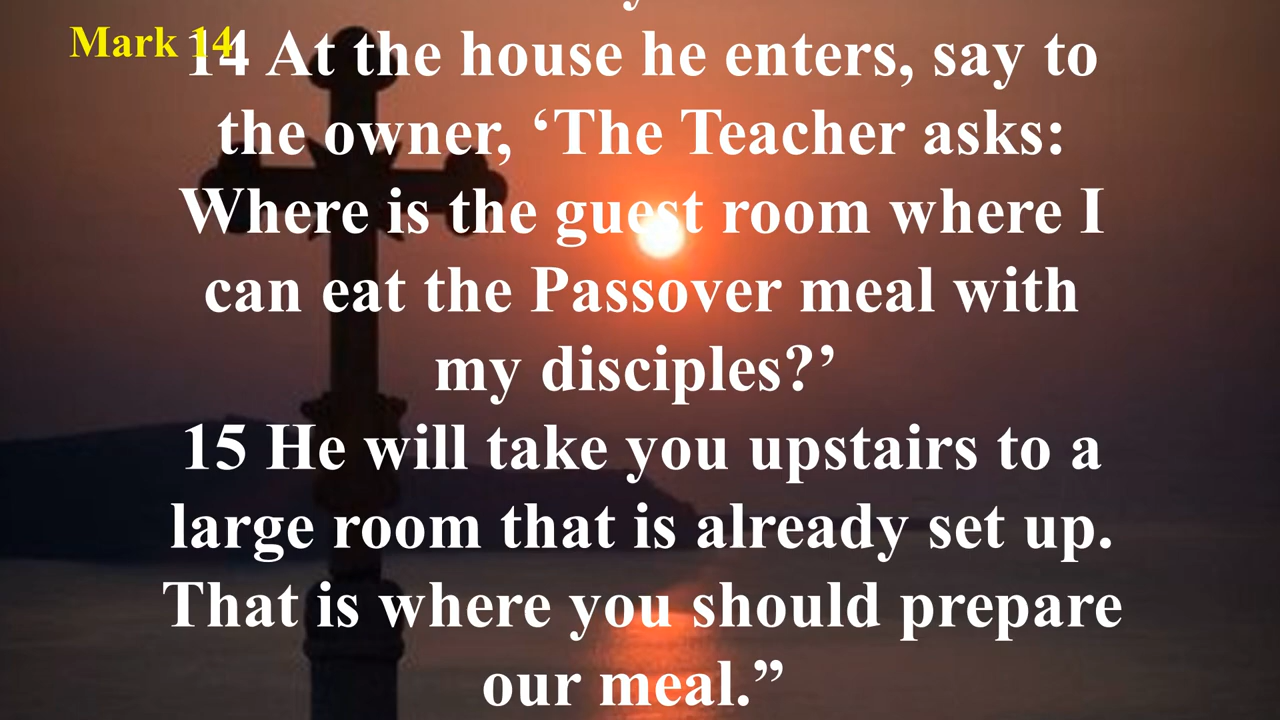 Mark 14
14 At the house he enters, say to
the owner, ‘The Teacher asks:
Where is the guest room where I
can eat the Passover meal with
my disciples?’
15 He will take you upstairs to a
large room that is already set up.
That is where you should prepare
our meal.”